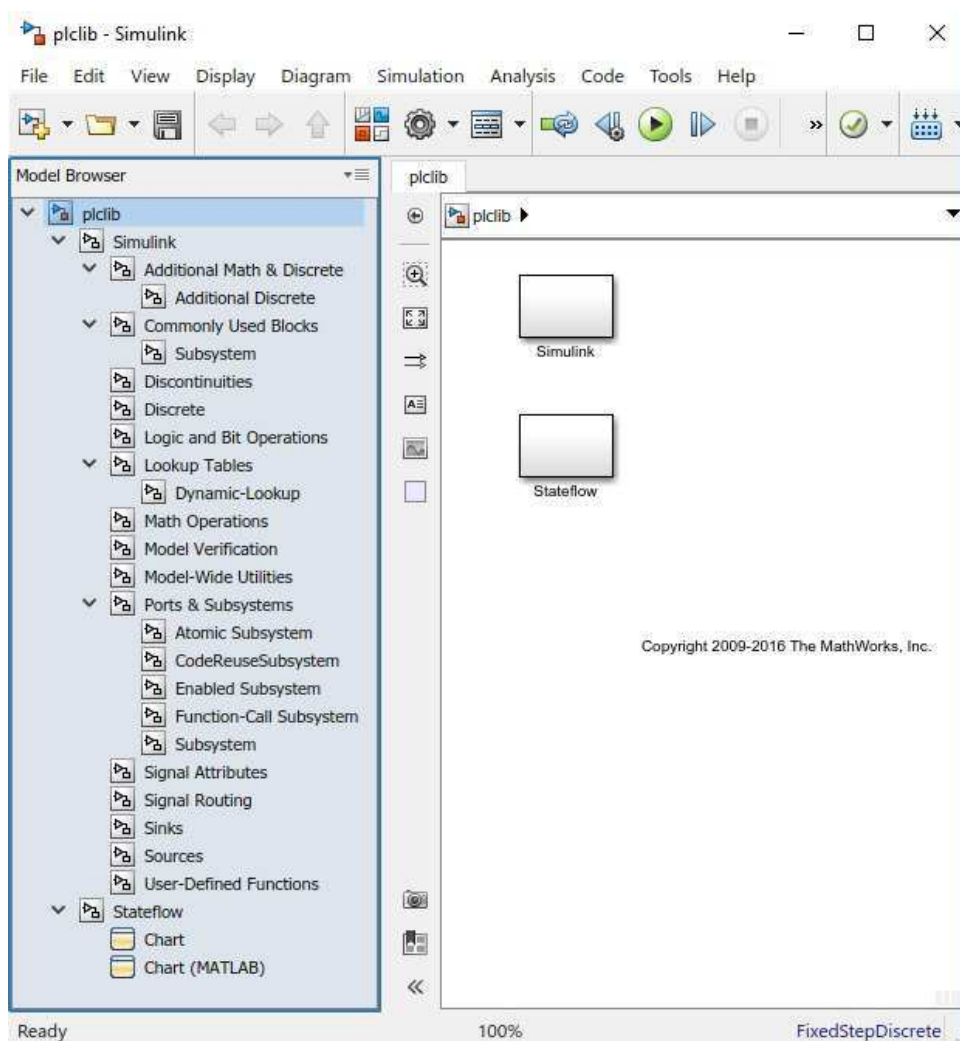 plclib - Simulink
File Edit View Display Diagram Simulation Analysis Code Tools Help
Model Browser
plclib
Simulink
Additional Math & Discrete
Additional Discrete
Commonly Used Blocks
Subsystem
Discontinuities
Discrete
Logic and Bit Operations
Lookup Tables
Dynamic-Lookup
Math Operations
Model Verification
Model-Wide Utilities
Ports & Subsystems
Atomic Subsystem
CodeReuseSubsystem
Enabled Subsystem
Function-Call Subsystem
Subsystem
Signal Attributes
Signal Routing
Sinks
Sources
User-Defined Functions
Stateflow
Chart
Chart (MATLAB)
plclib
plclib
Simulink
Stateflow
Copyright 2009-2016 The MathWorks, Inc.
Ready 100% FixedStepDiscrete